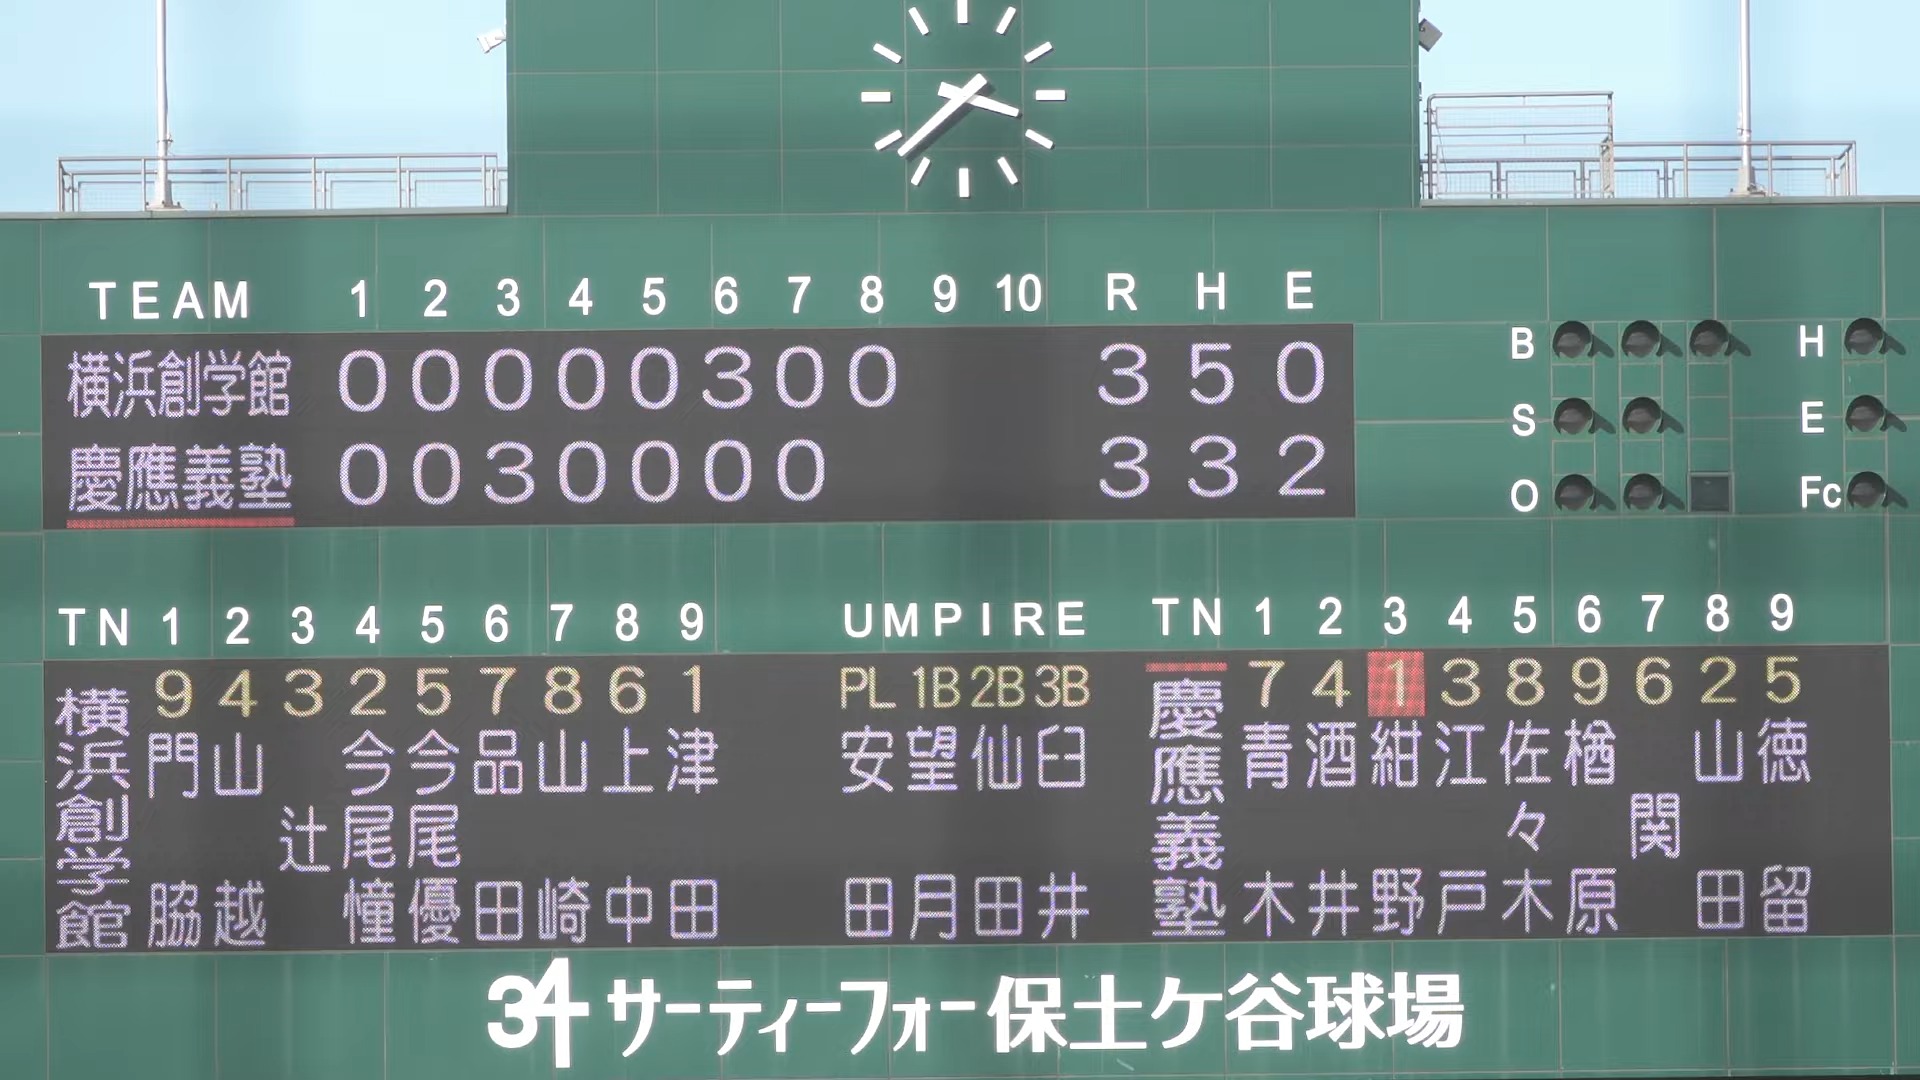 TEAM 1 2 3 4 5 6 7 8 9 10 R H E
横浜創学館 0 0 0 0 0 3 0 0 3 5 0
慶應義塾 0 0 3 0 0 0 0 3 3 2
B H
S E
O Fc
TN 1 2 3 4 5 6 7 8 9
横浜創学館
9 4 3 2 5 7 8 6 1
門脇
山越
辻
今尾憧
今尾優
品田
山崎
上中
津田
UMPIRE
PL 1B 2B 3B
安田
望月
仙田
臼井
TN 1 2 3 4 5 6 7 8 9
慶應義塾
7 4 1 3 8 9 6 2 5
青木
酒井
紺野
江戸
佐々木
楢原
関
山田
徳留
34 サーティーフォー保土ケ谷球場